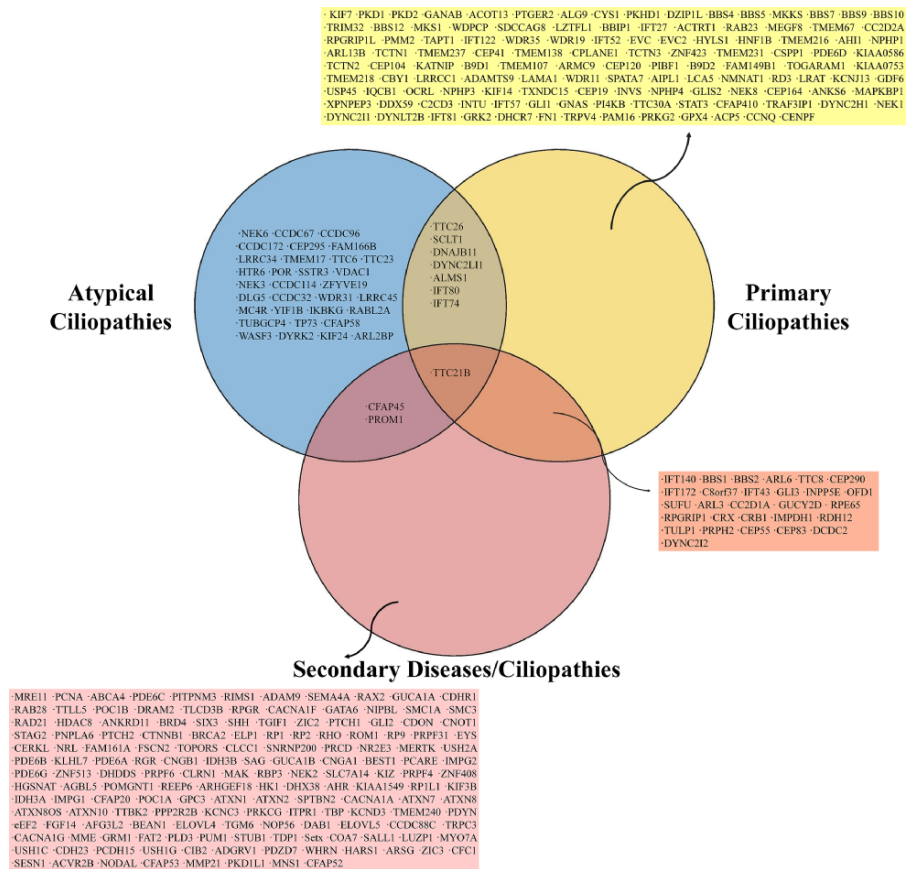 ·KIF7 ·PKD1 ·PKD2 ·GANAB ·ACOT13 ·PTGER2 ·ALG9 ·CYS1 ·PKHD1 ·DZIP1L ·BBS4 ·BBS5 ·MKKS ·BBS7 ·BBS9 ·BBS10
·TRIM32 ·BBS12 ·MKS1 ·WDPCP ·SDCCAG8 ·LZTFL1 ·BBIP1 ·IFT27 ·ACTRT1 ·RAB23 ·MEGF8 ·TMEM67 ·CC2D2A
·RPGRIP1L ·PMM2 ·TAPT1 ·IFT122 ·WDR35 ·WDR19 ·IFT52 ·EVC ·EVC2 ·HYLS1 ·HNF1B ·TMEM216 ·AHI1 ·NPHP1
·ARL13B ·TCTN1 ·TMEM237 ·CEP41 ·TMEM138 ·CPLANE1 ·TCTN3 ·ZNF423 ·TMEM231 ·CSPP1 ·PDE6D ·KIAA0586
·TCTN2 ·CEP104 ·KATNIP ·B9D1 ·TMEM107 ·ARMC9 ·CEP120 ·PIBF1 ·B9D2 ·FAM149B1 ·TOGARAM1 ·KIAA0753
·TMEM218 ·CBY1 ·LRRCC1 ·ADAMTS9 ·LAMA1 ·WDR11 ·SPATA7 ·AIPL1 ·LCA5 ·NMNAT1 ·RD3 ·LRAT ·KCNJ13 ·GDF6
·USP45 ·IQCB1 ·OCRL ·NPHP3 ·KIF14 ·TXNDC15 ·CEP19 ·INVS ·NPHP4 ·GLIS2 ·NEK8 ·CEP164 ·ANKS6 ·MAPKBP1
·XPNPEP3 ·DDX59 ·C2CD3 ·INTU ·IFT57 ·GLI1 ·GNAS ·PI4KB ·TTC30A ·STAT3 ·CFAP410 ·TRAF3IP1 ·DYNC2H1 ·NEK1
·DYNC2I1 ·DYNLT2B ·IFT81 ·GRK2 ·DHCR7 ·FN1 ·TRPV4 ·PAM16 ·PRKG2 ·GPX4 ·ACP5 ·CCNQ ·CENPF
·NEK6 ·CCDC67 ·CCDC96
·CCDC172 ·CEP295 ·FAM166B
·LRRC34 ·TMEM17 ·TTC6 ·TTC23
·HTR6 ·POR ·SSTR3 ·VDAC1
·NEK3 ·CCDC114 ·ZFYVE19
·DLG5 ·CCDC32 ·WDR31 ·LRRC45
·MC4R ·YIF1B ·IKBKG ·RABL2A
·TUBGCP4 · TP73 ·CFAP58
·WASF3 ·DYRK2 ·KIF24 ·ARL2BP
·TTC26
·SCLT1
·DNAJB11
·DYNC2LI1
·ALMS1
·IFT80
·IFT74
Atypical
Ciliopathies
Primary
Ciliopathies
·TTC21B
·CFAP45
·PROM1
·IFT140 ·BBS1 ·BBS2 ·ARL6 ·TTC8 ·CEP290
·IFT172 ·C8orf37 ·IFT43 ·GLI3 ·INPP5E ·OFD1
·SUFU ·ARL3 ·CC2D1A ·GUCY2D ·RPE65
·RPGRIP1 ·CRX ·CRB1 ·IMPDH1 ·RDH12
·TULP1 ·PRPH2 ·CEP55 ·CEP83 ·DCDC2
·DYNC2I2
Secondary Diseases/Ciliopathies
·MRE11 ·PCNA ·ABCA4 ·PDE6C ·PITPNM3 ·RIMS1 ·ADAM9 ·SEMA4A ·RAX2 ·GUCA1A ·CDHR1
·RAB28 ·TTLL5 ·POC1B ·DRAM2 ·TLCD3B ·RPGR ·CACNA1F ·GATA6 ·NIPBL ·SMC1A ·SMC3
·RAD21 ·HDAC8 ·ANKRD11 ·BRD4 ·SIX3 ·SHH ·TGIF1 ·ZIC2 ·PTCH1 ·GLI2 ·CDON ·CNOT1
·STAG2 ·PNPLA6 ·PTCH2 ·CTNNB1 ·BRCA2 ·ELP1 ·RP1 ·RP2 ·RHO ·ROM1 ·RP9 ·PRPF31 ·EYS
·CERKL ·NRL ·FAM161A ·FSCN2 ·TOPORS ·CLCC1 ·SNRNP200 ·PRCD ·NR2E3 ·MERTK ·USH2A
·PDE6B ·KLHL7 ·PDE6A ·RGR ·CNGB1 ·IDH3B ·SAG ·GUCA1B ·CNGA1 ·BEST1 ·PCARE ·IMPG2
·PDE6G ·ZNF513 ·DHDDS ·PRPF6 ·CLRN1 ·MAK ·RBP3 ·NEK2 ·SLC7A14 ·KIZ ·PRPF4 ·ZNF408
·HGSNAT ·AGBL5 ·POMGNT1 ·REEP6 ·ARHGEF18 ·HK1 ·DHX38 ·AHR ·KIAA1549 ·RP1L1 ·KIF3B
·IDH3A ·IMPG1 ·CFAP20 ·POC1A ·GPC3 ·ATXN1 ·ATXN2 ·SPTBN2 ·CACNA1A ·ATXN7 ·ATXN8
·ATXN8OS ·ATXN10 ·TTBK2 ·PPP2R2B ·KCNC3 ·PRKCG ·ITPR1 ·TBP ·KCND3 ·TMEM240 ·PDYN
·eEF2 ·FGF14 ·AFG3L2 ·BEAN1 ·ELOVL4 ·TGM6 ·NOP56 ·DAB1 ·ELOVL5 ·CCDC88C ·TRPC3
·CACNA1G ·MME ·GRM1 ·FAT2 ·PLD3 ·PUM1 ·STUB1 ·TDP1 ·Setx ·COA7 ·SALL1 ·LUZP1 ·MYO7A
·USH1C ·CDH23 ·PCDH15 ·USH1G ·CIB2 ·ADGRV1 ·PDZD7 ·WHRN ·HARS1 ·ARSG ·ZIC3 ·CFC1
·SESN1 ·ACVR2B ·NODAL ·CFAP53 ·MMP21 ·PKD1L1 ·MNS1 ·CFAP52